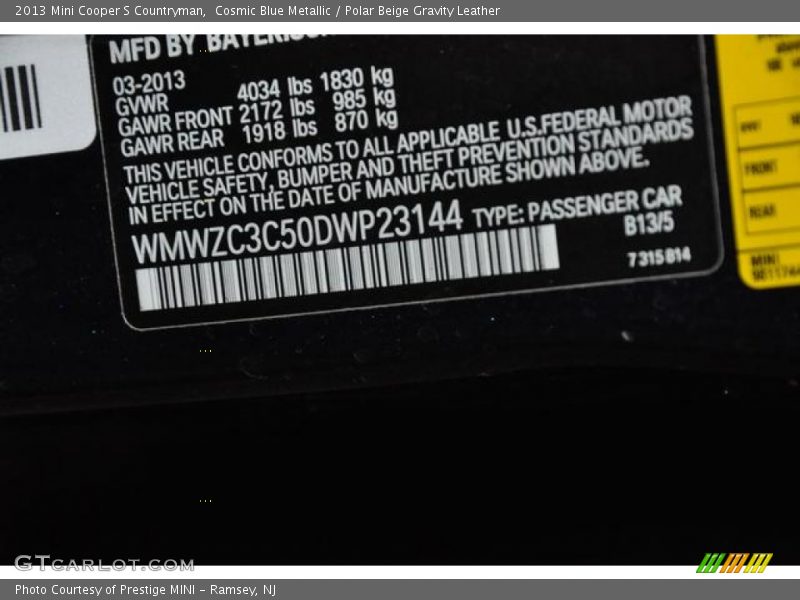 2013 Mini Cooper S Countryman,  Cosmic Blue Metallic / Polar Beige Gravity Leather
MFD BY
03-2013
GVWR 4034 lbs 1830 kg
GAWR FRONT 2172 lbs 985 kg
GAWR REAR 1918 lbs 870 kg
THIS VEHICLE CONFORMS TO ALL APPLICABLE U.S.FEDERAL MOTOR
VEHICLE SAFETY, BUMPER AND THEFT PREVENTION STANDARDS
IN EFFECT ON THE DATE OF MANUFACTURE SHOWN ABOVE.
WMWZC3C50DWP23144 TYPE: PASSENGER CAR
B13/5
7315814
FRONT
REAR
MINI
GTCARLOT.COM
Photo Courtesy of Prestige MINI - Ramsey, NJ